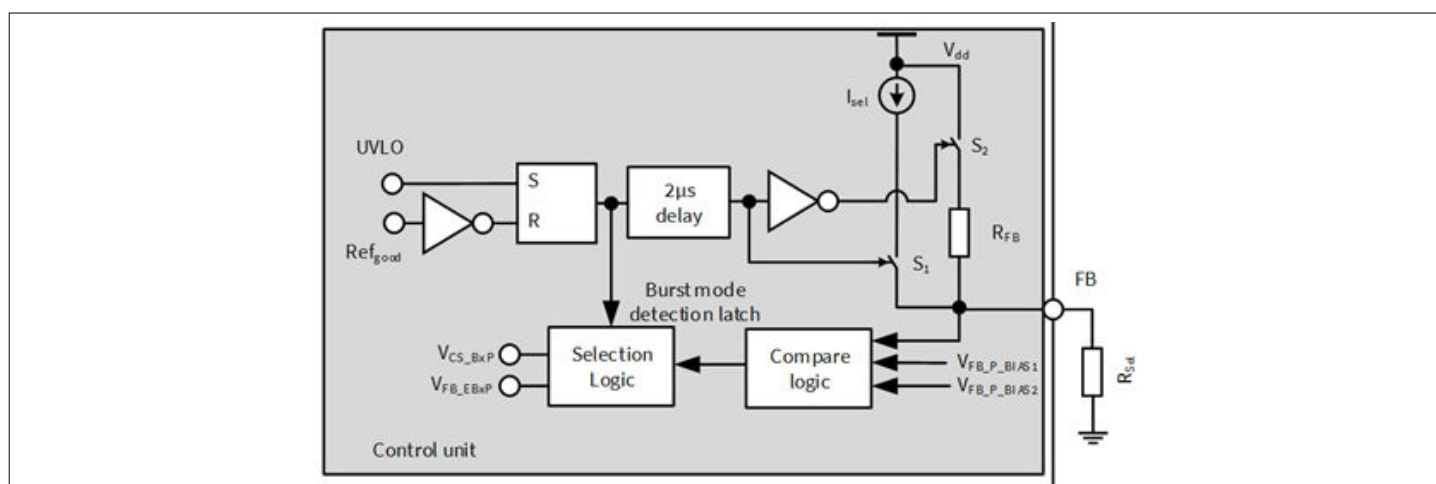 Vdd
Isel
UVLO
S2
S
2µs
delay
R
RFB
Refgood
S1
FB
Burst mode
detection latch
VCS_BxP
Selection
Logic
Compare
logic
VFB_P_BIAS1
VFB_EBxP
VFB_P_BIAS2
RSel
Control unit